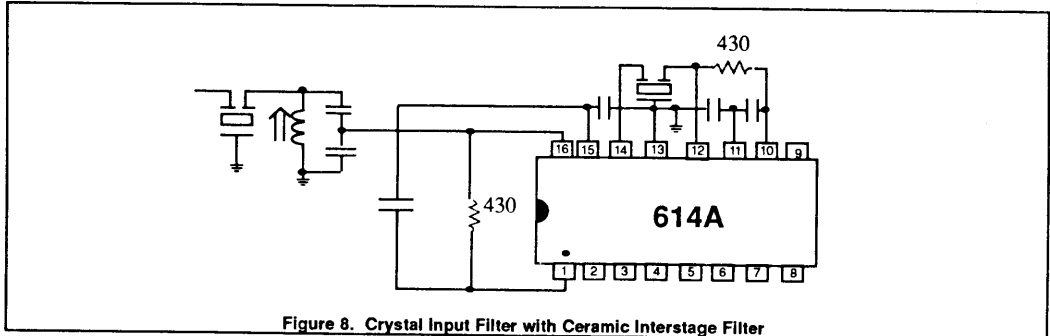 430
16 15 14 13 12 11 10 9
430
614A
1 2 3 4 5 6 7 8
Figure 8. Crystal Input Filter with Ceramic Interstage Filter